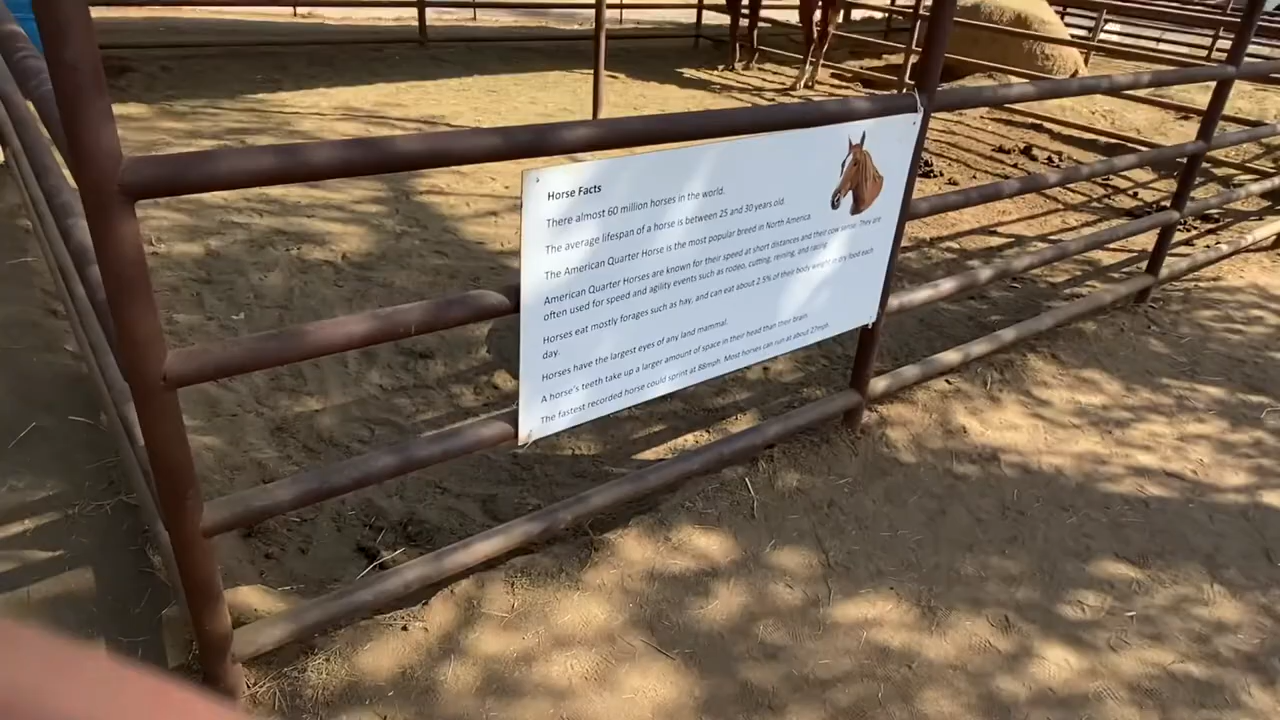 Horse Facts
There almost 60 million horses in the world.
The average lifespan of a horse is between 25 and 30 years old.
The American Quarter Horse is the most popular breed in North America
American Quarter Horses are known for their speed at short distances and their cow sense. They are
often used for speed and agility events such as rodeo, cutting, reining, and racing
Horses eat mostly forages such as hay, and can eat about 2.5% of their body weight in dry food each
day.
Horses have the largest eyes of any land mammal.
A horse's teeth take up a larger amount of space in their head than their brain
The fastest recorded horse could sprint at 88mph. Most horses can run at about 27mph.